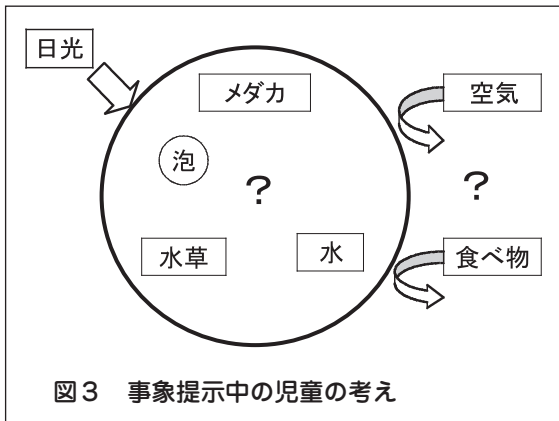 日光
メダカ
空気
泡
?
?
水草
水
食べ物
図3 事象提示中の児童の考え